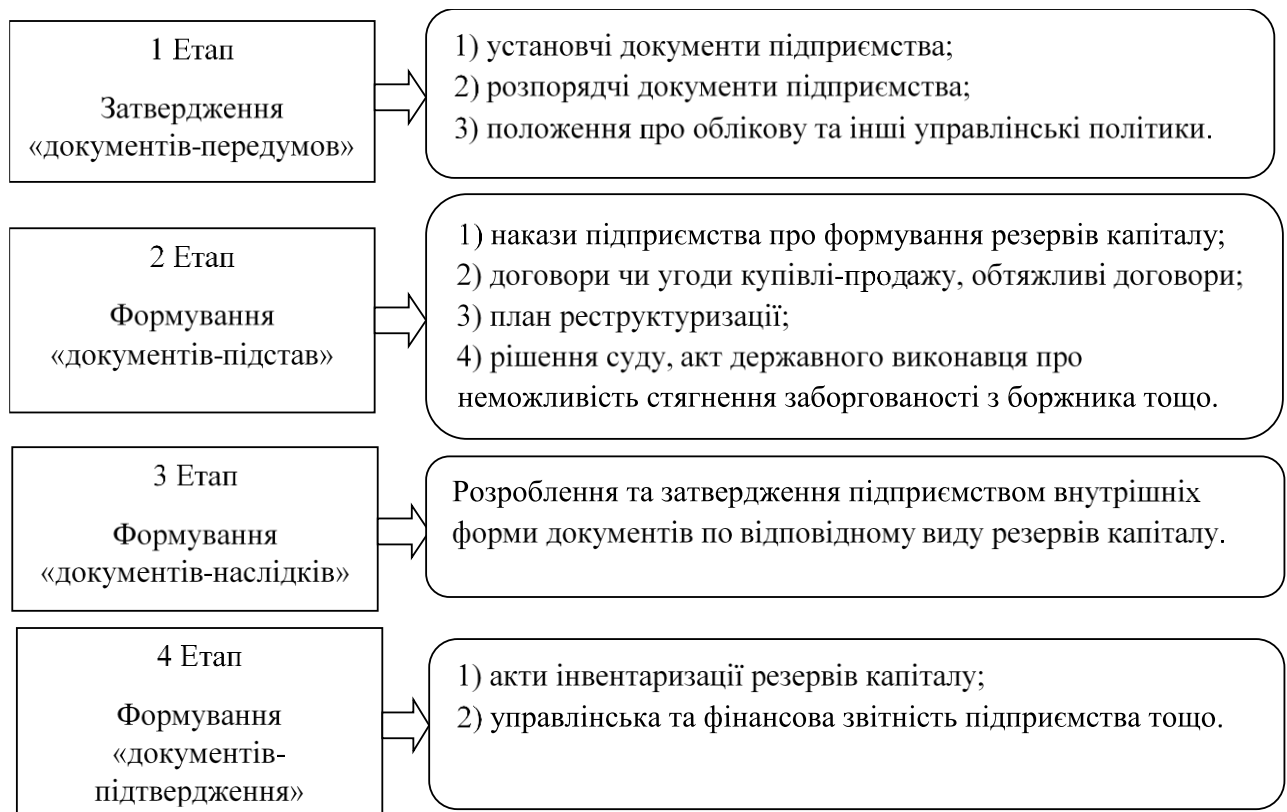 1 Етап
Затвердження
«документів-передумов»
1) установчі документи підприємства;
2) розпорядчі документи підприємства;
3) положення про облікову та інші управлінські політики.
2 Етап
Формування
«документів-підстав»
1) накази підприємства про формування резервів капіталу;
2) договори чи угоди купівлі-продажу, обтяжливі договори;
3) план реструктуризації;
4) рішення суду, акт державного виконавця про
неможливість стягнення заборгованості з боржника тощо.
3 Етап
Формування
«документів-наслідків»
Розроблення та затвердження підприємством внутрішніх
форми документів по відповідному виду резервів капіталу.
4 Етап
Формування
«документів-
підтвердження»
1) акти інвентаризації резервів капіталу;
2) управлінська та фінансова звітність підприємства тощо.